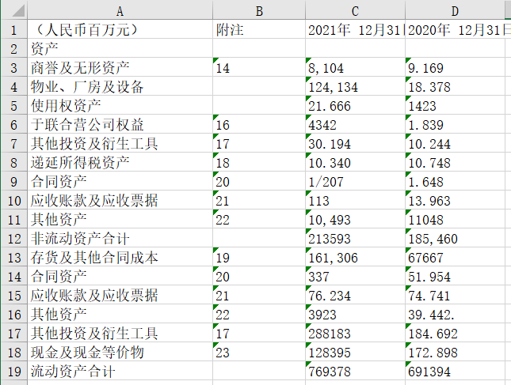 A B C D
1 （人民币百万元） 附注 2021年 12月31 2020年 12月31日
2 资产
3 商誉及无形资产 14 8,104 9.169
4 物业、厂房及设备 124,134 18.378
5 使用权资产 21.666 1423
6 于联合营公司权益 16 4342 1.839
7 其他投资及衍生工具 17 30.194 10.244
8 递延所得税资产 18 10.340 10.748
9 合同资产 20 1/207 1.648
10 应收账款及应收票据 21 113 13.963
11 其他资产 22 10,493 11048
12 非流动资产合计 213593 185,460
13 存货及其他合同成本 19 161,306 67667
14 合同资产 20 337 51.954
15 应收账款及应收票据 21 76.234 74.741
16 其他资产 22 3923 39.442.
17 其他投资及衍生工具 17 288183 184.692
18 现金及现金等价物 23 128395 172.898
19 流动资产合计 769378 691394